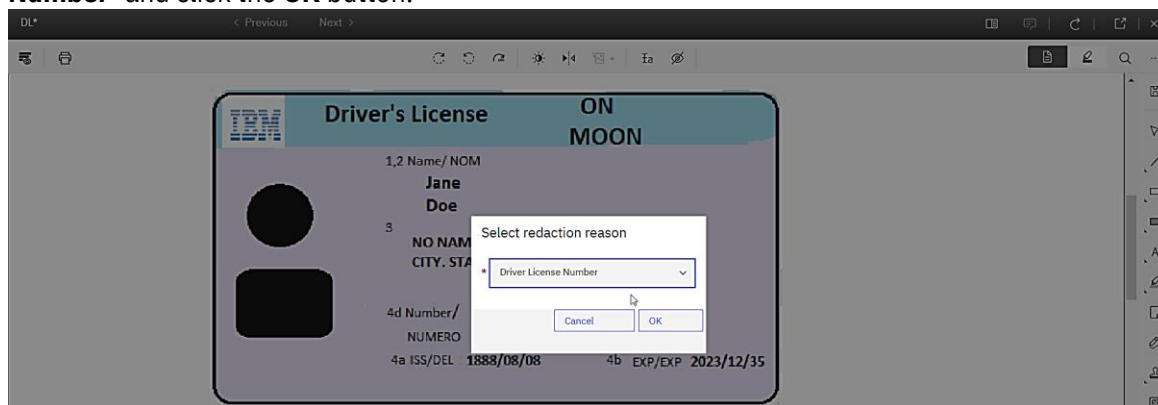 Number" and click the OK button.
DL*
< Previous Next >
IBM
Driver's License
ON
MOON
1,2 Name/ NOM
Jane
Doe
3
NO NAM
CITY. STA
4d Number/
NUMERO
4a ISS/DEL 1888/08/08 4b EXP/EXP 2023/12/35
Select redaction reason
* Driver License Number
Cancel OK